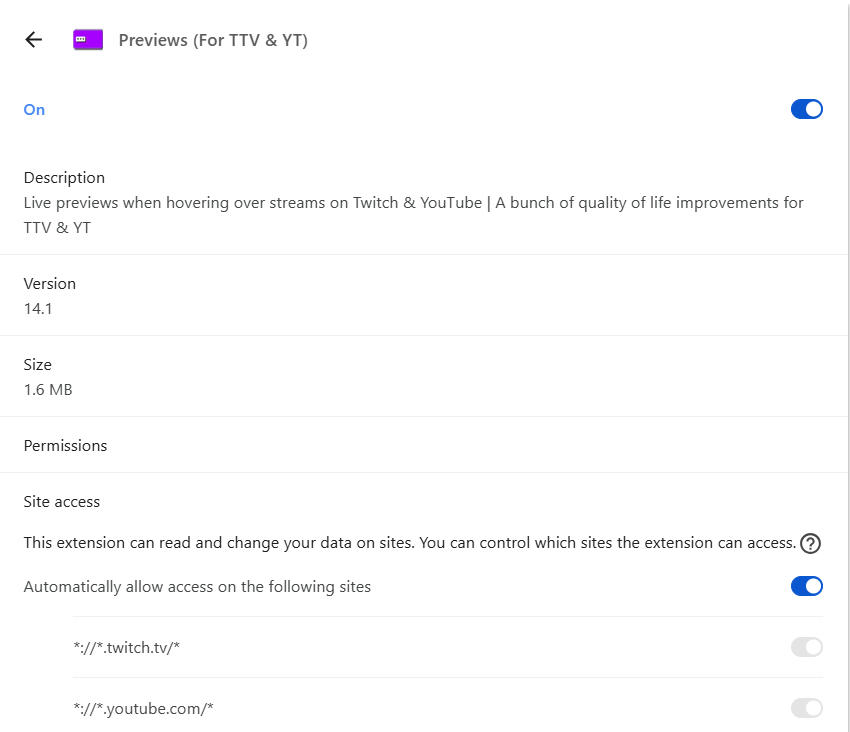 Previews (For TTV & YT)
On
Description
Live previews when hovering over streams on Twitch & YouTube | A bunch of quality of life improvements for
TTV & YT
Version
14.1
Size
1.6 MB
Permissions
Site access
This extension can read and change your data on sites. You can control which sites the extension can access.
Automatically allow access on the following sites
*://*.twitch.tv/*
*://*.youtube.com/*